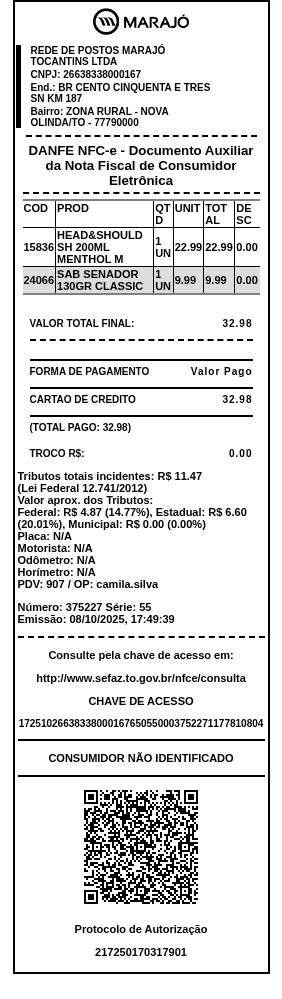 MARAJÓ
REDE DE POSTOS MARAJÓ
TOCANTINS LTDA
CNPJ: 26638338000167
End.: BR CENTO CINQUENTA E TRES
SN KM 187
Bairro: ZONA RURAL - NOVA
OLINDA/TO - 77790000
DANFE NFC-e - Documento Auxiliar
da Nota Fiscal de Consumidor
Eletrônica
COD PROD QTD UNIT TOTAL DESC
15836 HEAD&SHOULD SH 200ML MENTHOL M 1 UN 22.99 22.99 0.00
24066 SAB SENADOR 130GR CLASSIC 1 UN 9.99 9.99 0.00
VALOR TOTAL FINAL: 32.98
FORMA DE PAGAMENTO Valor Pago
CARTAO DE CREDITO 32.98
(TOTAL PAGO: 32.98)
TROCO R$: 0.00
Tributos totais incidentes: R$ 11.47
(Lei Federal 12.741/2012)
Valor aprox. dos Tributos:
Federal: R$ 4.87 (14.77%), Estadual: R$ 6.60
(20.01%), Municipal: R$ 0.00 (0.00%)
Placa: N/A
Motorista: N/A
Odômetro: N/A
Horímetro: N/A
PDV: 907 / OP: camila.silva
Número: 375227 Série: 55
Emissão: 08/10/2025, 17:49:39
Consulte pela chave de acesso em:
http://www.sefaz.to.gov.br/nfce/consulta
CHAVE DE ACESSO
17251026638338000167650550003752271177810804
CONSUMIDOR NÃO IDENTIFICADO
Protocolo de Autorização
217250170317901